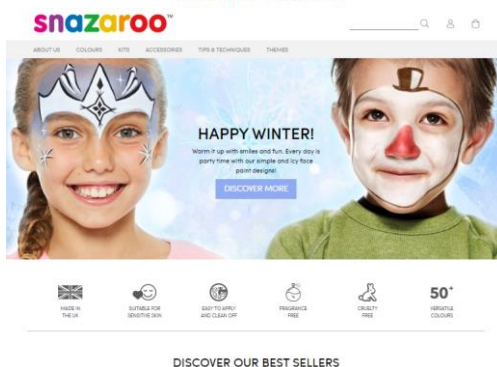 snazaroo™
ABOUT US COLOURS KITS ACCESSORIES TIPS & TECHNIQUES THEMES
HAPPY WINTER!
Warm it up with smiles and fun. Every day is
party time with our simple and icy face
paint designs!
DISCOVER MORE
MADE IN
THE UK
SUITABLE FOR
SENSITIVE SKIN
EASY TO APPLY
AND CLEAN OFF
FRAGRANCE
FREE
CRUELTY
FREE
50+
VERSATILE
COLOURS
DISCOVER OUR BEST SELLERS